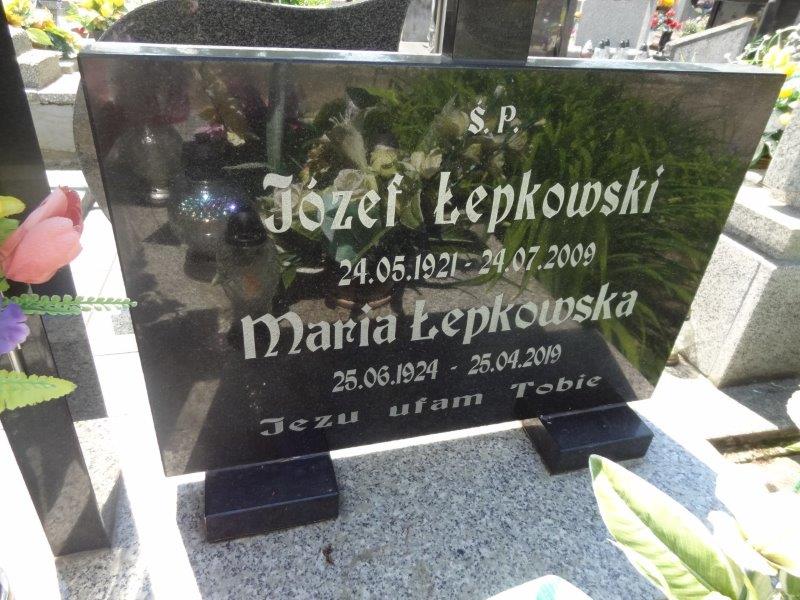 Ś.P.
Józef Łepkowski
24.05.1921 - 24.07.2009
Maria Łepkowska
25.06.1924 - 25.04.2019
Jezu ufam Tobie